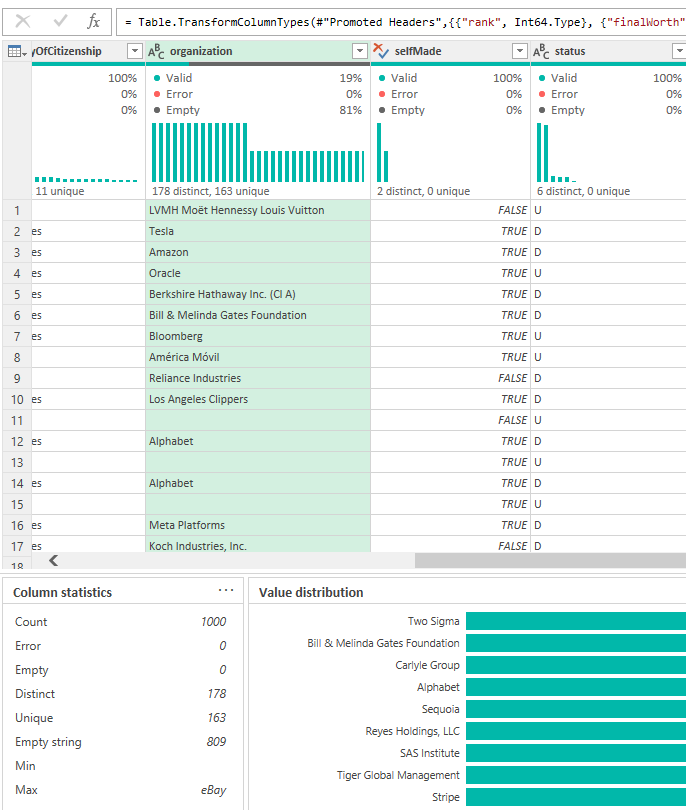 fx = Table.TransformColumnTypes(#"Promoted Headers",{{"rank", Int64.Type}, {"finalWorth"
yOfCitizenship ABC organization selfMade ABC status
100% Valid 19% Valid 100% Valid 100%
0% Error 0% Error 0% Error 0%
0% Empty 81% Empty 0% Empty 0%
11 unique 178 distinct, 163 unique 2 distinct, 0 unique 6 distinct, 0 unique
1 LVMH Moët Hennessy Louis Vuitton FALSE U
2 es Tesla TRUE D
3 es Amazon TRUE D
4 es Oracle TRUE U
5 es Berkshire Hathaway Inc. (Cl A) TRUE D
6 es Bill & Melinda Gates Foundation TRUE D
7 es Bloomberg TRUE U
8 América Móvil TRUE U
9 Reliance Industries FALSE D
10 es Los Angeles Clippers TRUE D
11 FALSE U
12 es Alphabet TRUE D
13 TRUE U
14 es Alphabet TRUE D
15 TRUE U
16 es Meta Platforms TRUE D
17 es Koch Industries, Inc. FALSE D
18
Column statistics ... Value distribution
Count 1000
Error 0
Empty 0
Distinct 178
Unique 163
Empty string 809
Min
Max eBay
Two Sigma
Bill & Melinda Gates Foundation
Carlyle Group
Alphabet
Sequoia
Reyes Holdings, LLC
SAS Institute
Tiger Global Management
Stripe